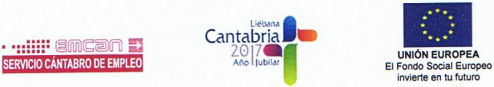 emcan
SERVICIO CÁNTABRO DE EMPLEO
Liébana
Cantabria
2017
Año Jubilar
UNIÓN EUROPEA
El Fondo Social Europeo
invierte en tu futuro